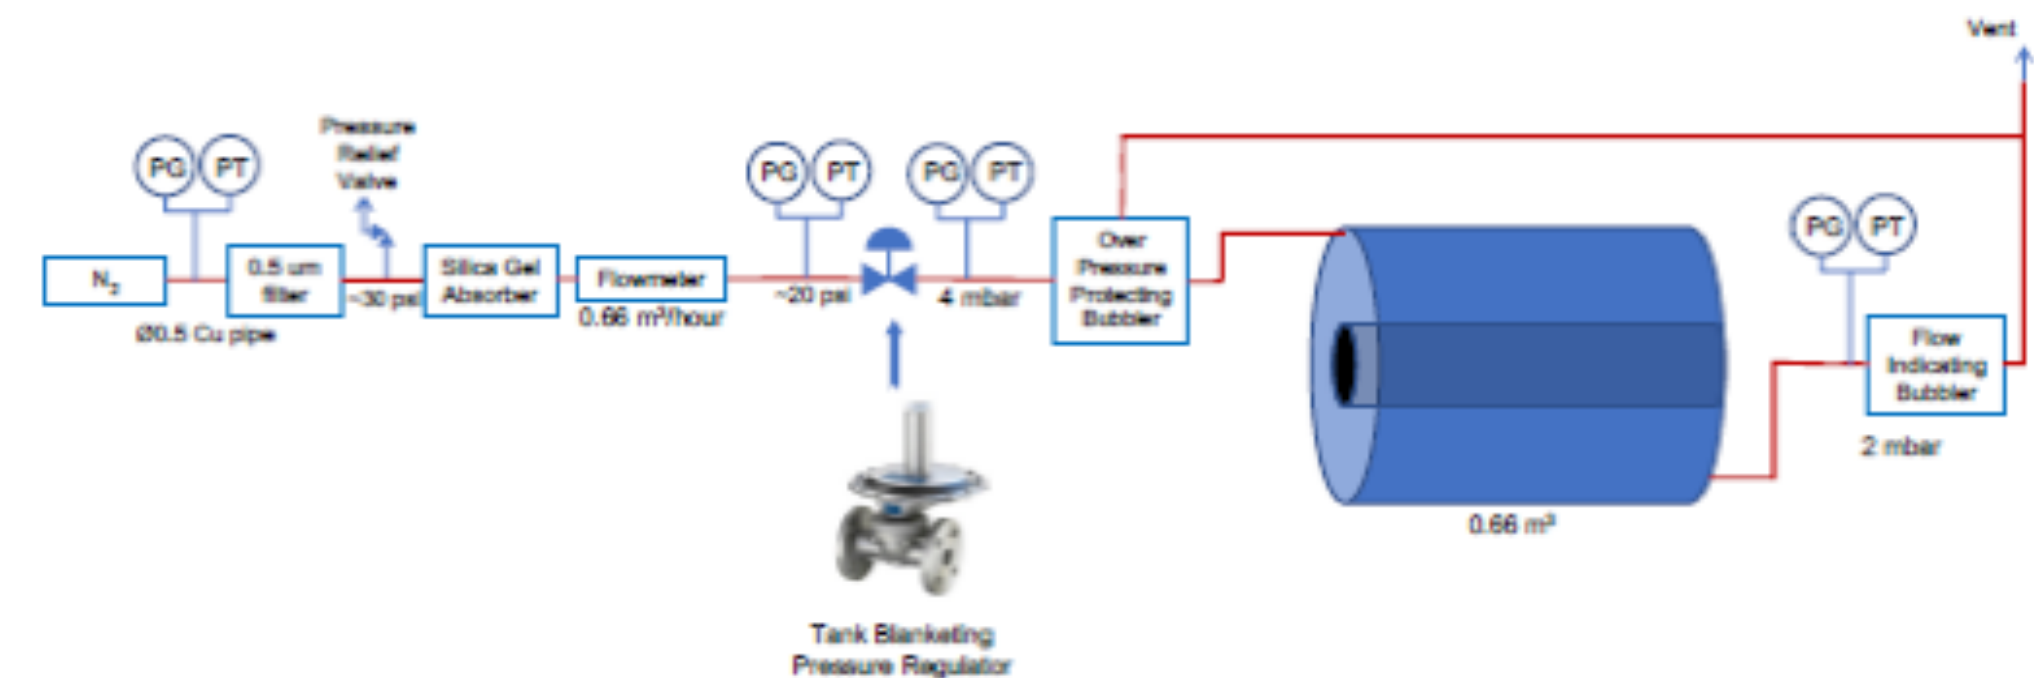 Vent
Pressure
Relief
Valve
PG
PT
PG
PT
PG
PT
PG
PT
N₂
0.5 um
filter
~30 psi
Silica Gel
Absorber
Flowmeter
0.66 m³/hour
~20 psi
4 mbar
Over
Pressure
Protecting
Bubbler
Ø0.5 Cu pipe
Flow
Indicating
Bubbler
2 mbar
0.66 m³
Tank Blanketing
Pressure Regulator